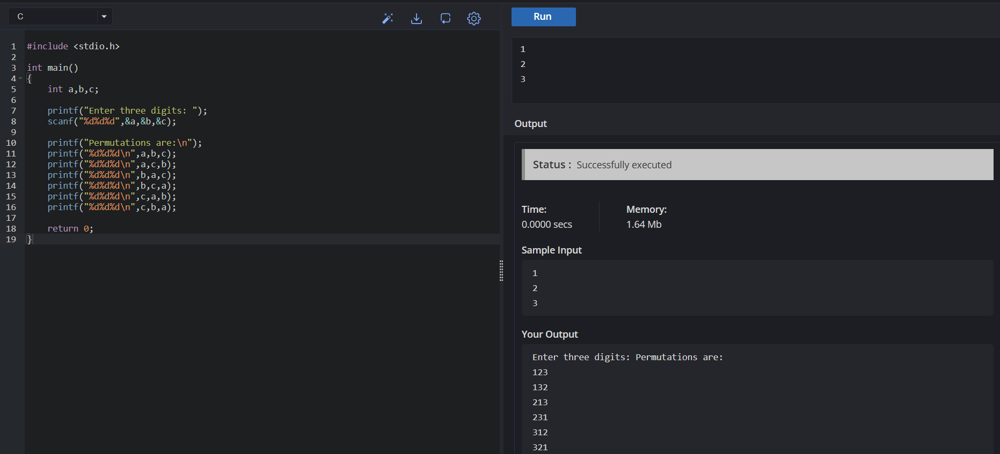 C
1 #include <stdio.h>
2
3 int main()
4 {
5     int a,b,c;
6
7     printf("Enter three digits: ");
8     scanf("%d%d%d",&a,&b,&c);
9
10     printf("Permutations are:\n");
11     printf("%d%d%d\n",a,b,c);
12     printf("%d%d%d\n",a,c,b);
13     printf("%d%d%d\n",b,a,c);
14     printf("%d%d%d\n",b,c,a);
15     printf("%d%d%d\n",c,a,b);
16     printf("%d%d%d\n",c,b,a);
17
18     return 0;
19 }
Run
1
2
3
Output
Status : Successfully executed
Time: Memory:
0.0000 secs 1.64 Mb
Sample Input
1
2
3
Your Output
Enter three digits: Permutations are:
123
132
213
231
312
321